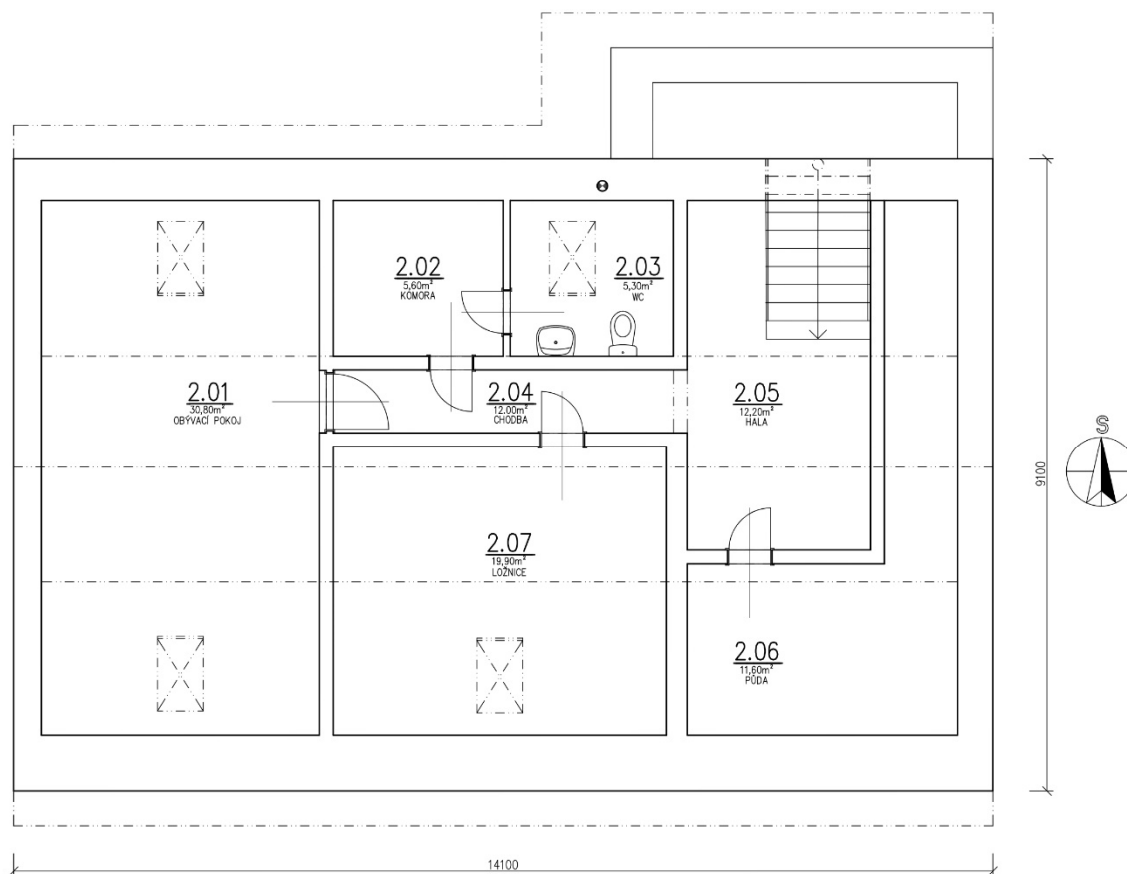 2.02
5,60m²
KOMORA
2.03
5,30m²
WC
2.01
30,80m²
OBÝVACÍ POKOJ
2.04
12.00m²
CHODBA
2.05
12,20m²
HALA
S
9100
2.07
19,90m²
LOŽNICE
2.06
11,60m²
PŮDA
14100